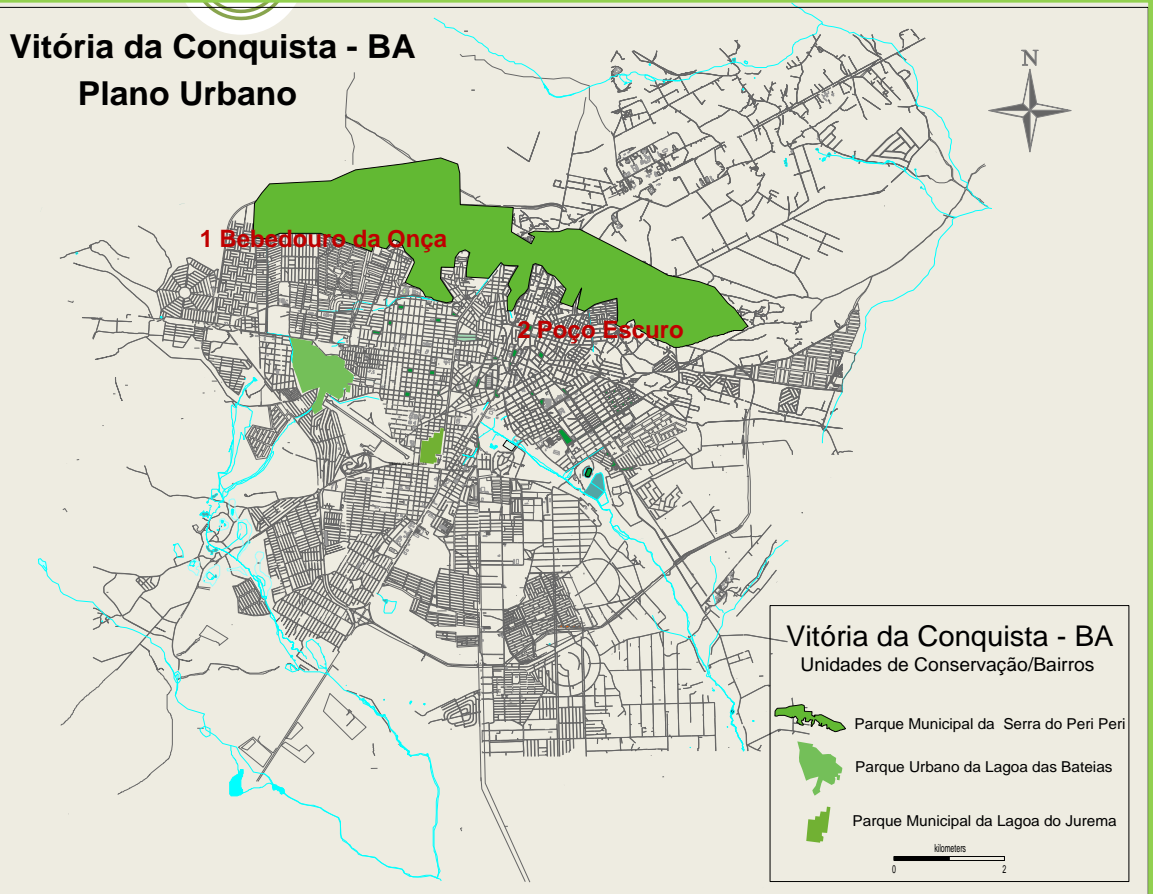 Vitória da Conquista - BA
Plano Urbano
N
1 Bebedouro da Onça
2 Poço Escuro
Vitória da Conquista - BA
Unidades de Conservação/Bairros
Parque Municipal da Serra do Peri Peri
Parque Urbano da Lagoa das Bateias
Parque Municipal da Lagoa do Jurema
kilometers
0 2